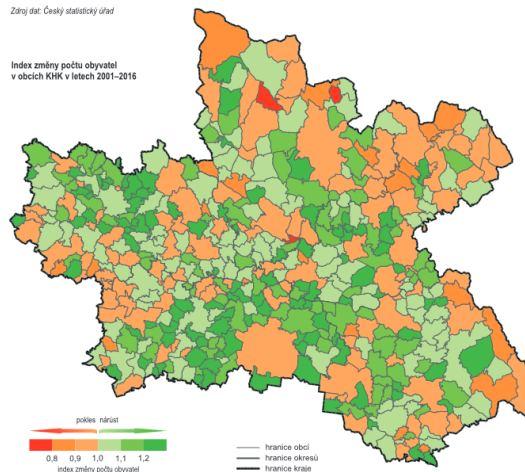 Zdroj dat: Český statistický úřad
Index změny počtu obyvatel
v obcích KHK v letech 2001–2016
pokles nárůst
0,8 0,9 1,0 1,1 1,2
index změny počtu obyvatel
hranice obcí
hranice okresů
hranice kraje